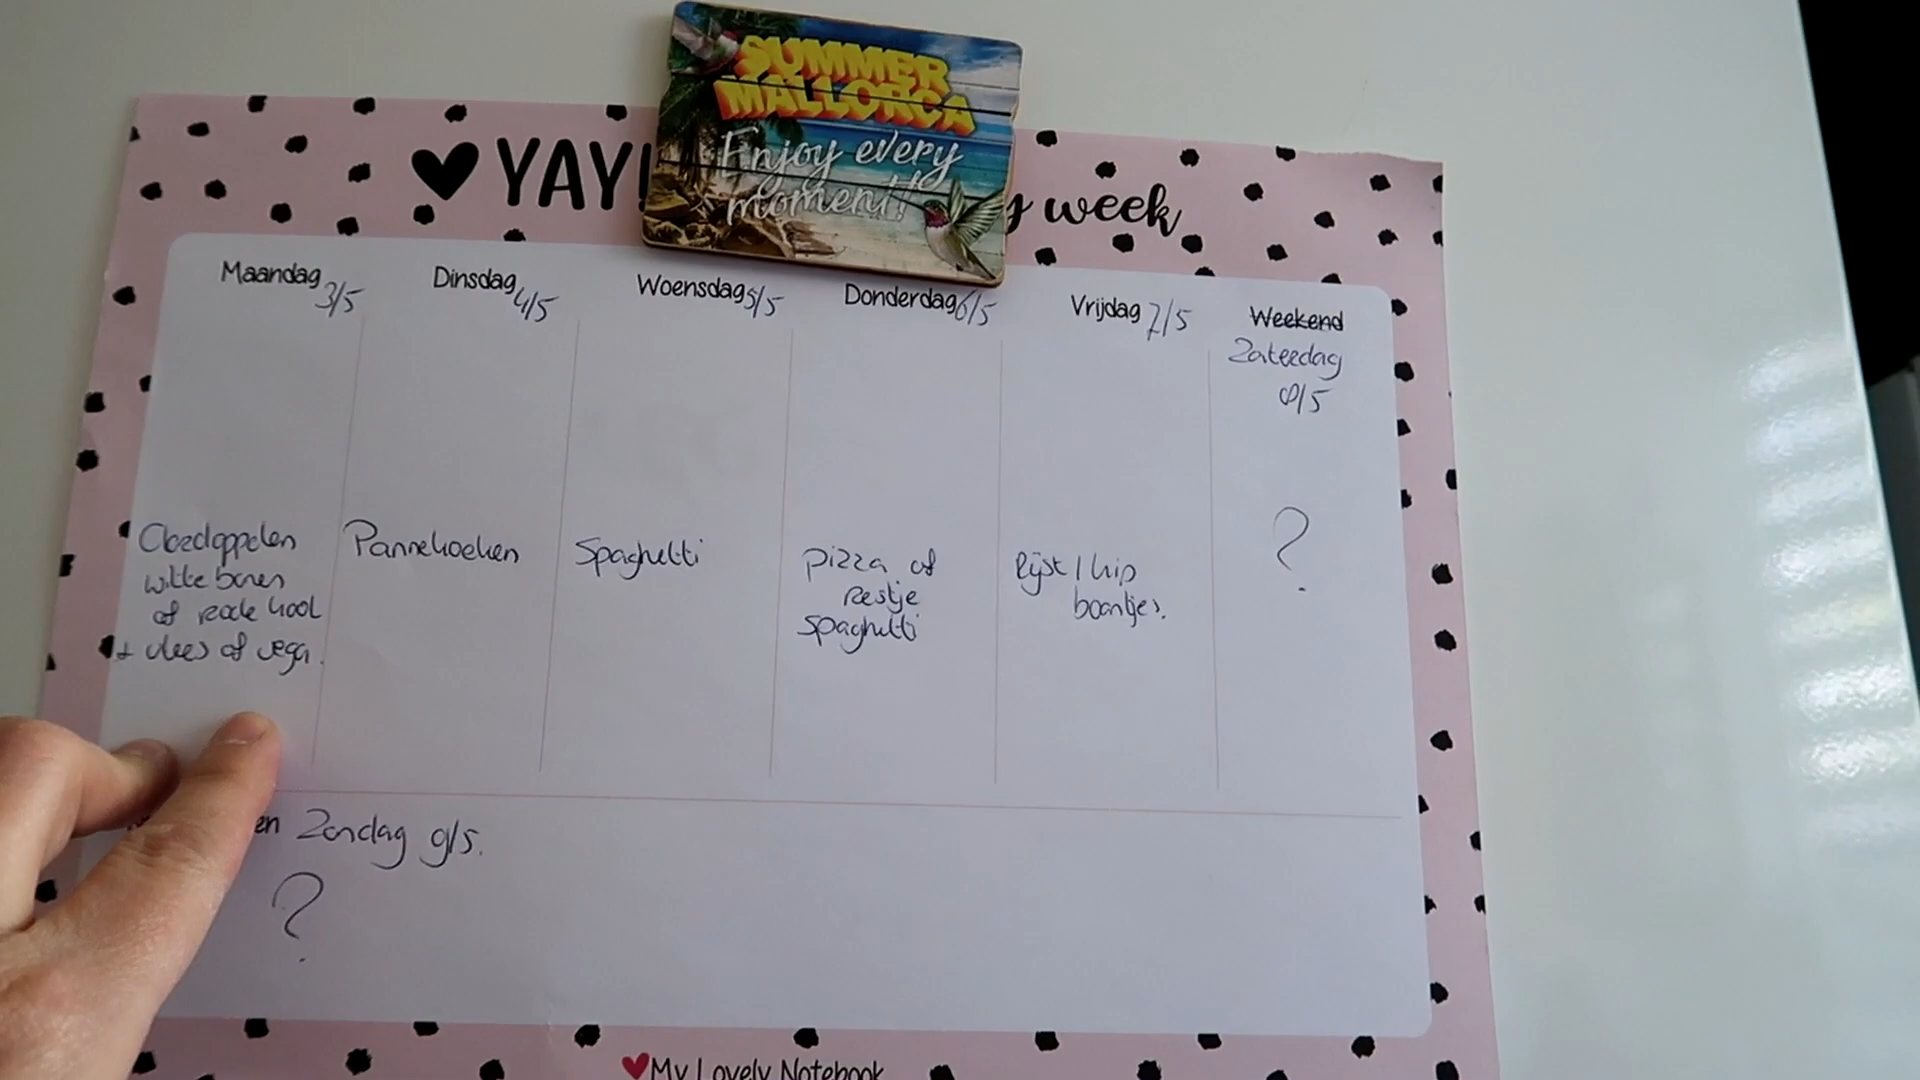 SUMMER
MALLORCA
Enjoy every
moment!
YAY!
week
Maandag 3/5
Dinsdag 4/5
Woensdag 5/5
Donderdag 6/5
Vrijdag 7/5
Weekend
Zaterdag
8/5
Aardappelen
witte bonen
of rode kool
+ vlees of vega.
Pannekoeken
Spaghetti
pizza of
restje
spaghetti
Rijst / kip
boontjes.
?
en Zondag 9/5.
?
My Lovely Notebook